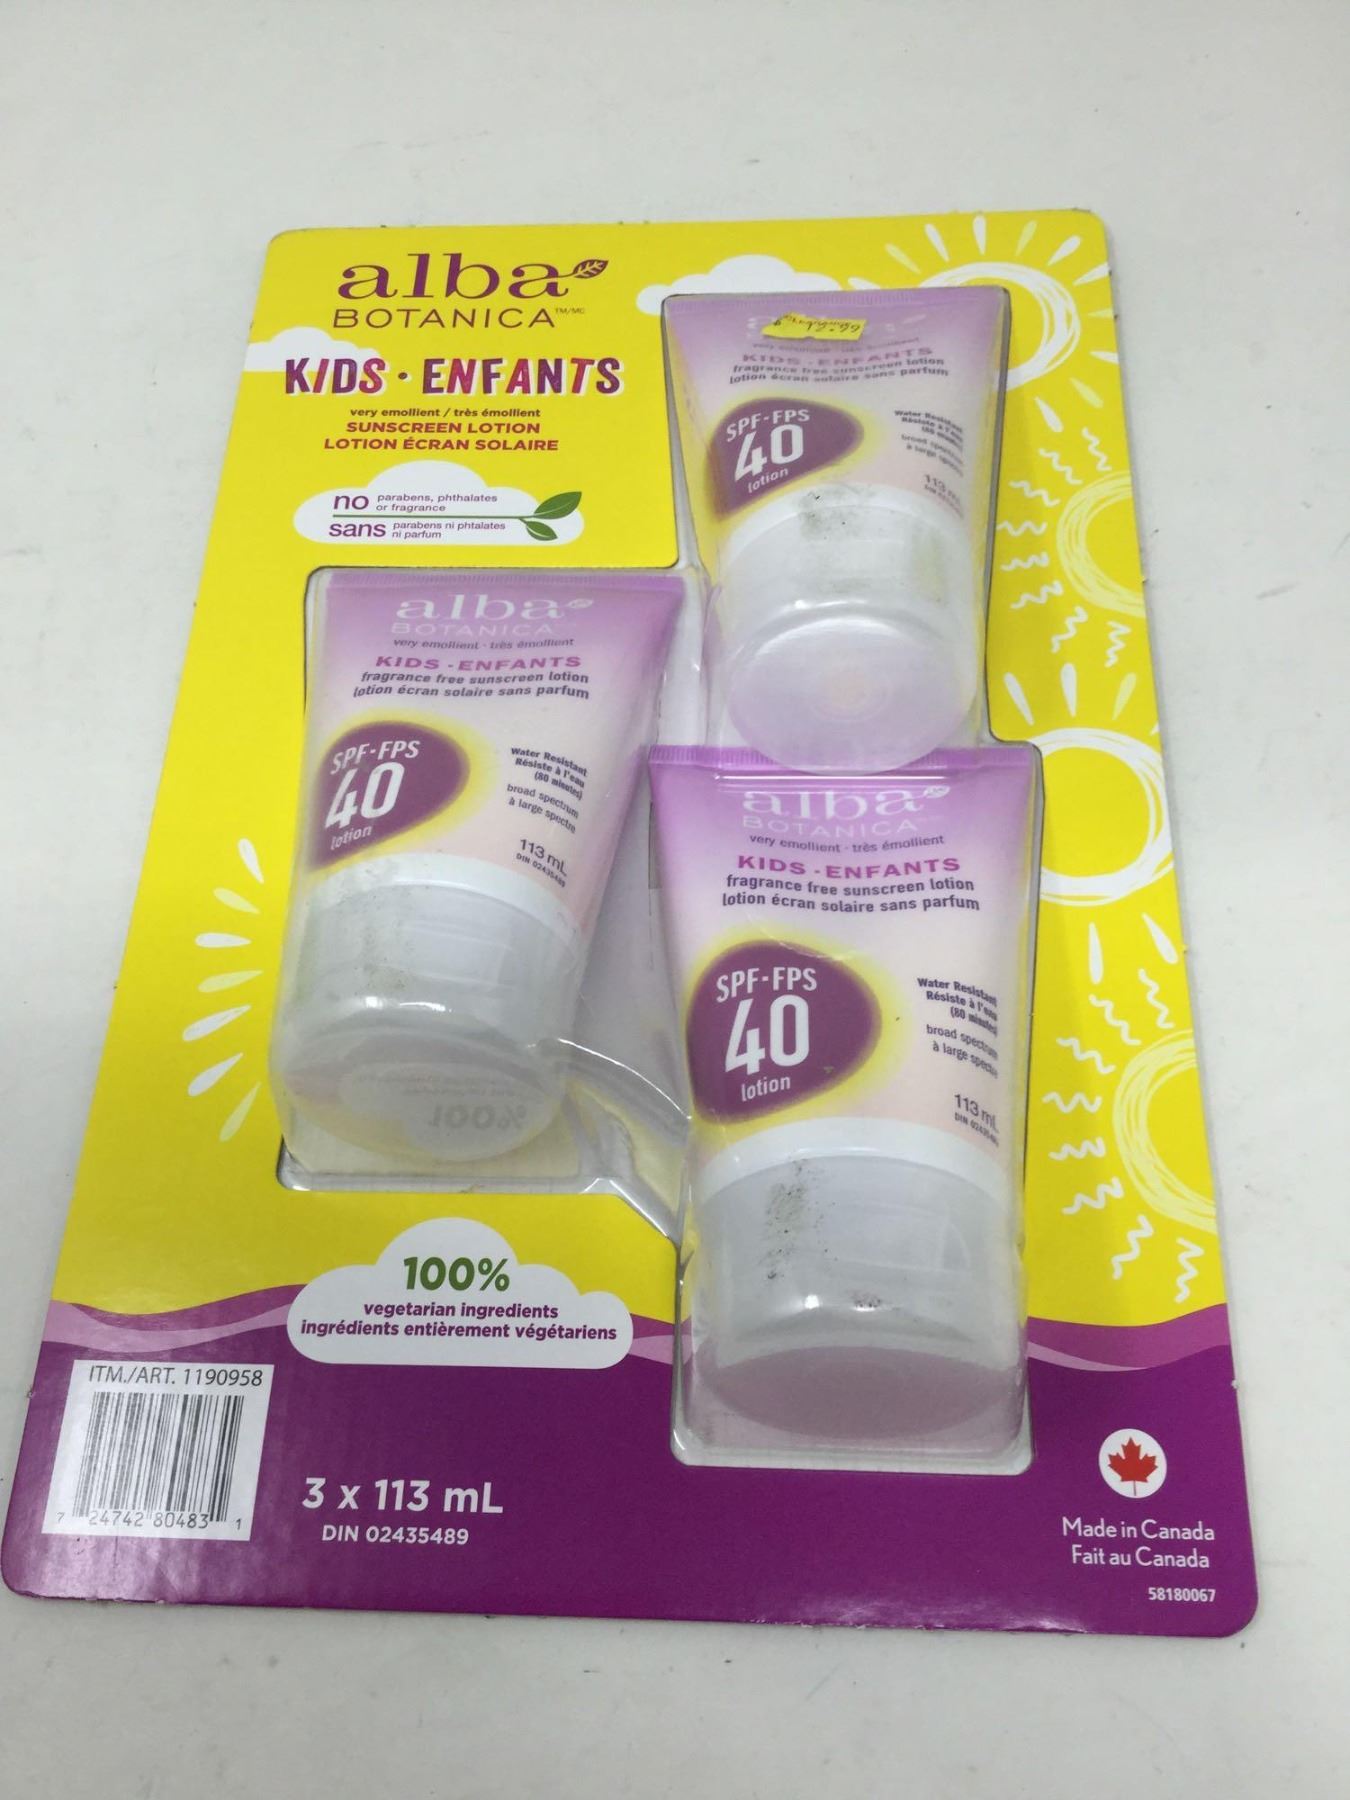 alba
BOTANICA TM/MC
KIDS · ENFANTS
very emollient / très émollient
SUNSCREEN LOTION
LOTION ÉCRAN SOLAIRE
no parabens, phthalates
or fragrance
sans parabens ni phtalates
ni parfum
KIDS - ENFANTS
fragrance free sunscreen lotion
lotion écran solaire sans parfum
SPF-FPS
40
lotion
Water Resistant
113 mL
alba
BOTANICA
very emollient · très émollient
KIDS - ENFANTS
fragrance free sunscreen lotion
lotion écran solaire sans parfum
SPF-FPS
40
lotion
Water Resistant
Résiste à l'eau
(80 minutes)
broad spectrum
à large spectre
113 mL
DIN 02435489
alba
BOTANICA
very emollient · très émollient
KIDS - ENFANTS
fragrance free sunscreen lotion
lotion écran solaire sans parfum
SPF-FPS
40
lotion
Water Resistant
Résiste à l'eau
(80 minutes)
broad spectrum
à large spectre
113 mL
100%
vegetarian ingredients
ingrédients entièrement végétariens
ITM./ART. 1190958
7 24742 80483 1
3 x 113 mL
DIN 02435489
Made in Canada
Fait au Canada
58180067